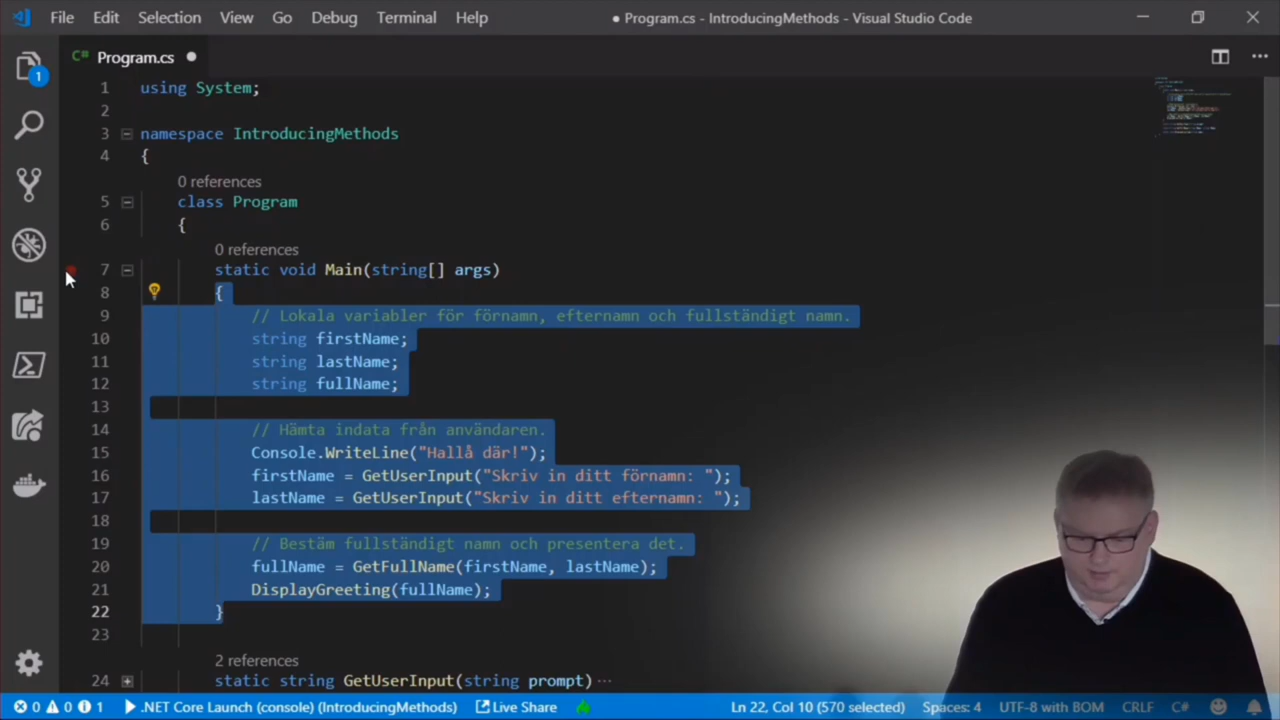 File Edit Selection View Go Debug Terminal Help ● Program.cs - IntroducingMethods - Visual Studio Code
C# Program.cs ●
1
1 using System;
2
3 namespace IntroducingMethods
4 {
0 references
5 class Program
6 {
0 references
7 static void Main(string[] args)
8 {
9 // Lokala variabler för förnamn, efternamn och fullständigt namn.
10 string firstName;
11 string lastName;
12 string fullName;
13
14 // Hämta indata från användaren.
15 Console.WriteLine("Hallå där!");
16 firstName = GetUserInput("Skriv in ditt förnamn: ");
17 lastName = GetUserInput("Skriv in ditt efternamn: ");
18
19 // Bestäm fullständigt namn och presentera det.
20 fullName = GetFullName(firstName, lastName);
21 DisplayGreeting(fullName);
22 }
23
2 references
24 static string GetUserInput(string prompt)...
0 0 1 .NET Core Launch (console) (IntroducingMethods) Live Share Ln 22, Col 10 (570 selected) Spaces: 4 UTF-8 with BOM CRLF C#